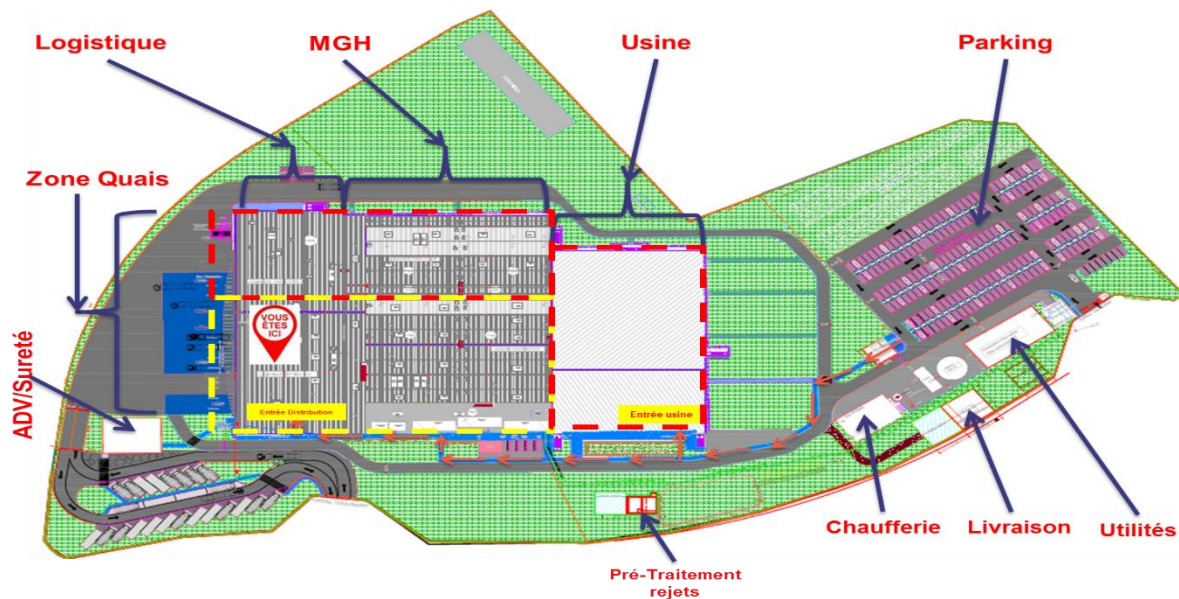 Logistique
MGH
Usine
Parking
Zone Quais
ADV/Sureté
VOUS
ÊTES
ICI
Entrée Distribution
Entrée usine
Chaufferie
Livraison
Utilités
Pré-Traitement
rejets